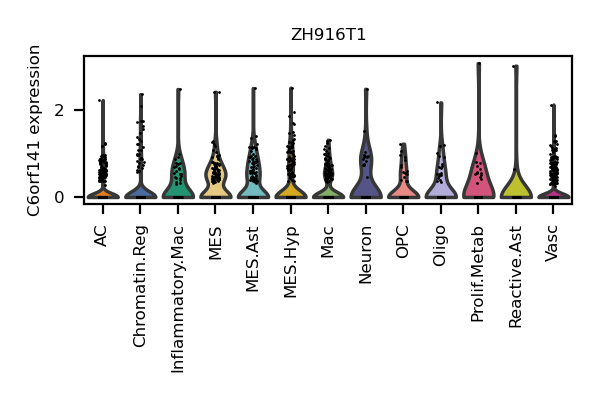 ZH916T1
C6orf141 expression
2
0
AC
Chromatin.Reg
Inflammatory.Mac
MES
MES.Ast
MES.Hyp
Mac
Neuron
OPC
Oligo
Prolif.Metab
Reactive.Ast
Vasc